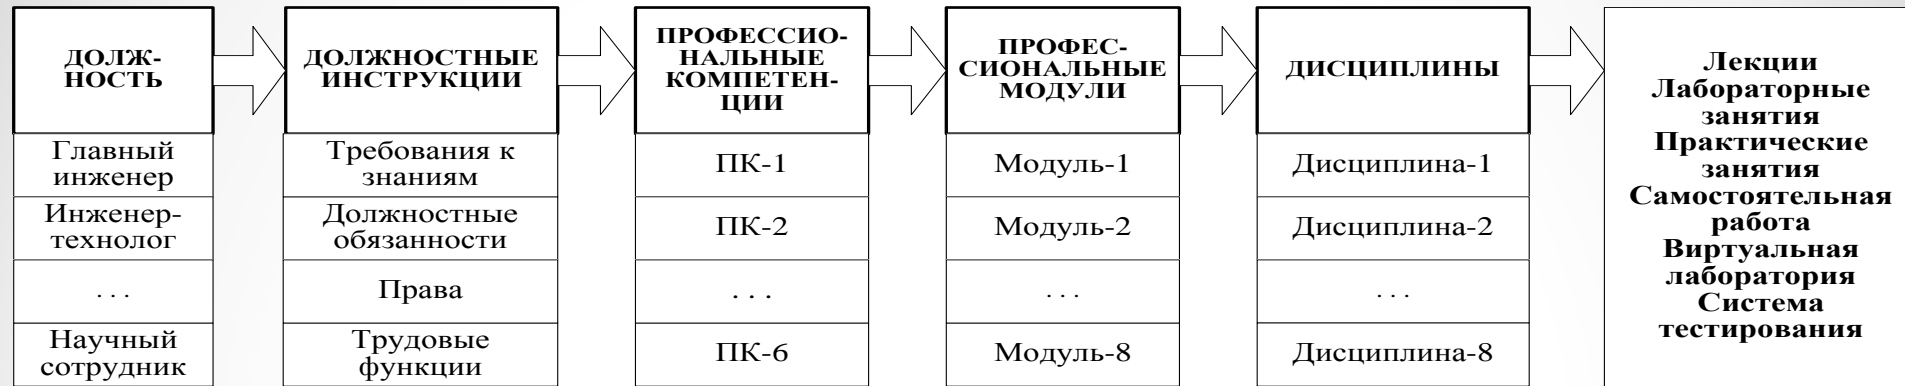 ДОЛЖ-
НОСТЬ
Главный
инженер
Инженер-
технолог
. . .
Научный
сотрудник
ДОЛЖНОСТНЫЕ
ИНСТРУКЦИИ
Требования к
знаниям
Должностные
обязанности
Права
Трудовые
функции
ПРОФЕССИО-
НАЛЬНЫЕ
КОМПЕТЕН-
ЦИИ
ПК-1
ПК-2
. . .
ПК-6
ПРОФЕС-
СИОНАЛЬНЫЕ
МОДУЛИ
Модуль-1
Модуль-2
. . .
Модуль-8
ДИСЦИПЛИНЫ
Дисциплина-1
Дисциплина-2
. . .
Дисциплина-8
Лекции
Лабораторные
занятия
Практические
занятия
Самостоятельная
работа
Виртуальная
лаборатория
Система
тестирования